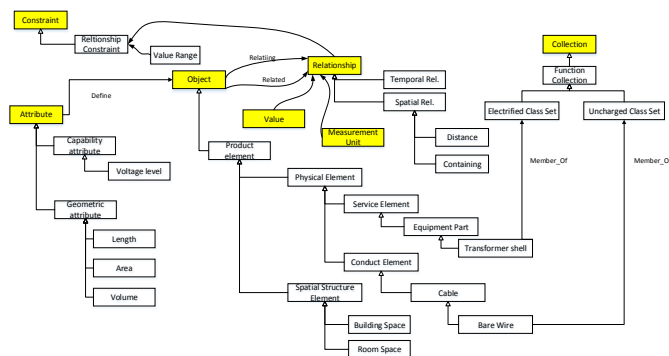 Constraint
Reltionship
Constraint
Value Range
Relatiing
Related
Object
Relationship
Define
Attribute
Value
Measurement
Unit
Temporal Rel.
Spatial Rel.
Distance
Containing
Collection
Function
Collection
Electrified Class Set
Uncharged Class Set
Member_Of
Member_O
Capability
attribute
Voltage level
Geometric
attribute
Length
Area
Volume
Product
element
Physical Element
Service Element
Equipment Part
Transformer shell
Conduct Element
Cable
Bare Wire
Spatial Structure
Element
Building Space
Room Space